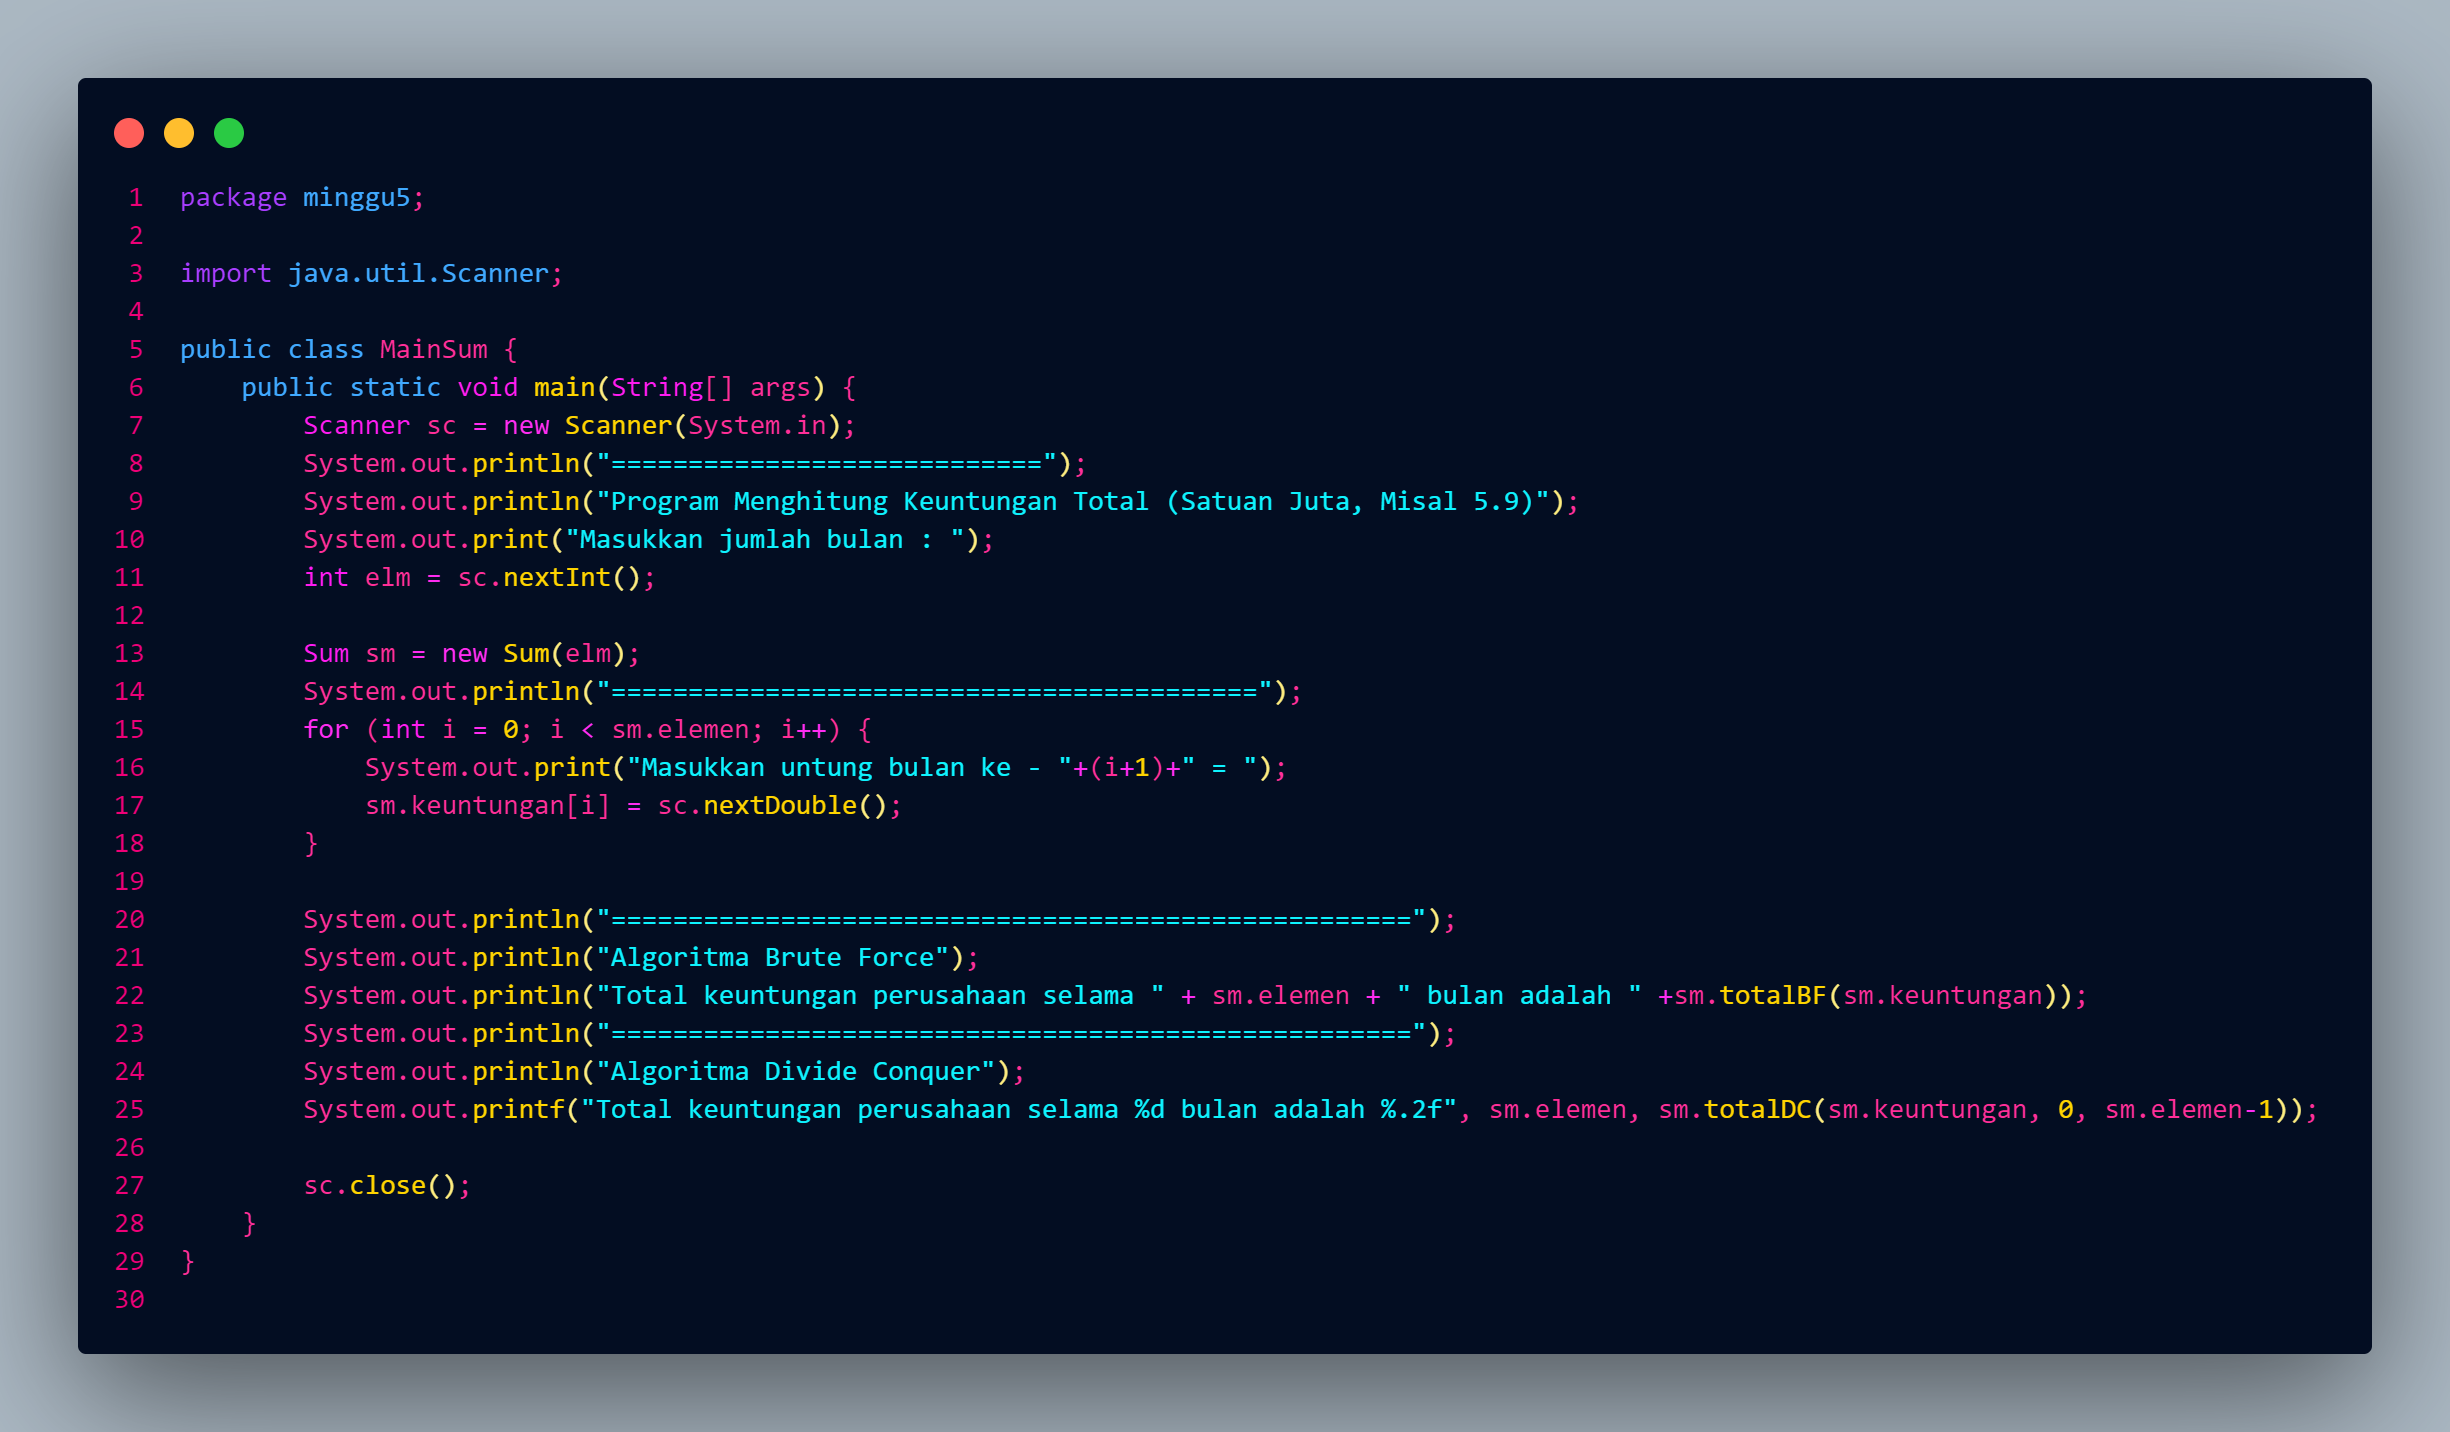 1 package minggu5;
2
3 import java.util.Scanner;
4
5 public class MainSum {
6     public static void main(String[] args) {
7         Scanner sc = new Scanner(System.in);
8         System.out.println("============================");
9         System.out.println("Program Menghitung Keuntungan Total (Satuan Juta, Misal 5.9)");
10         System.out.print("Masukkan jumlah bulan : ");
11         int elm = sc.nextInt();
12
13         Sum sm = new Sum(elm);
14         System.out.println("==========================================");
15         for (int i = 0; i < sm.elemen; i++) {
16             System.out.print("Masukkan untung bulan ke - "+(i+1)+" = ");
17             sm.keuntungan[i] = sc.nextDouble();
18         }
19
20         System.out.println("====================================================");
21         System.out.println("Algoritma Brute Force");
22         System.out.println("Total keuntungan perusahaan selama " + sm.elemen + " bulan adalah " +sm.totalBF(sm.keuntungan));
23         System.out.println("====================================================");
24         System.out.println("Algoritma Divide Conquer");
25         System.out.printf("Total keuntungan perusahaan selama %d bulan adalah %.2f", sm.elemen, sm.totalDC(sm.keuntungan, 0, sm.elemen-1));
26
27         sc.close();
28     }
29 }
30